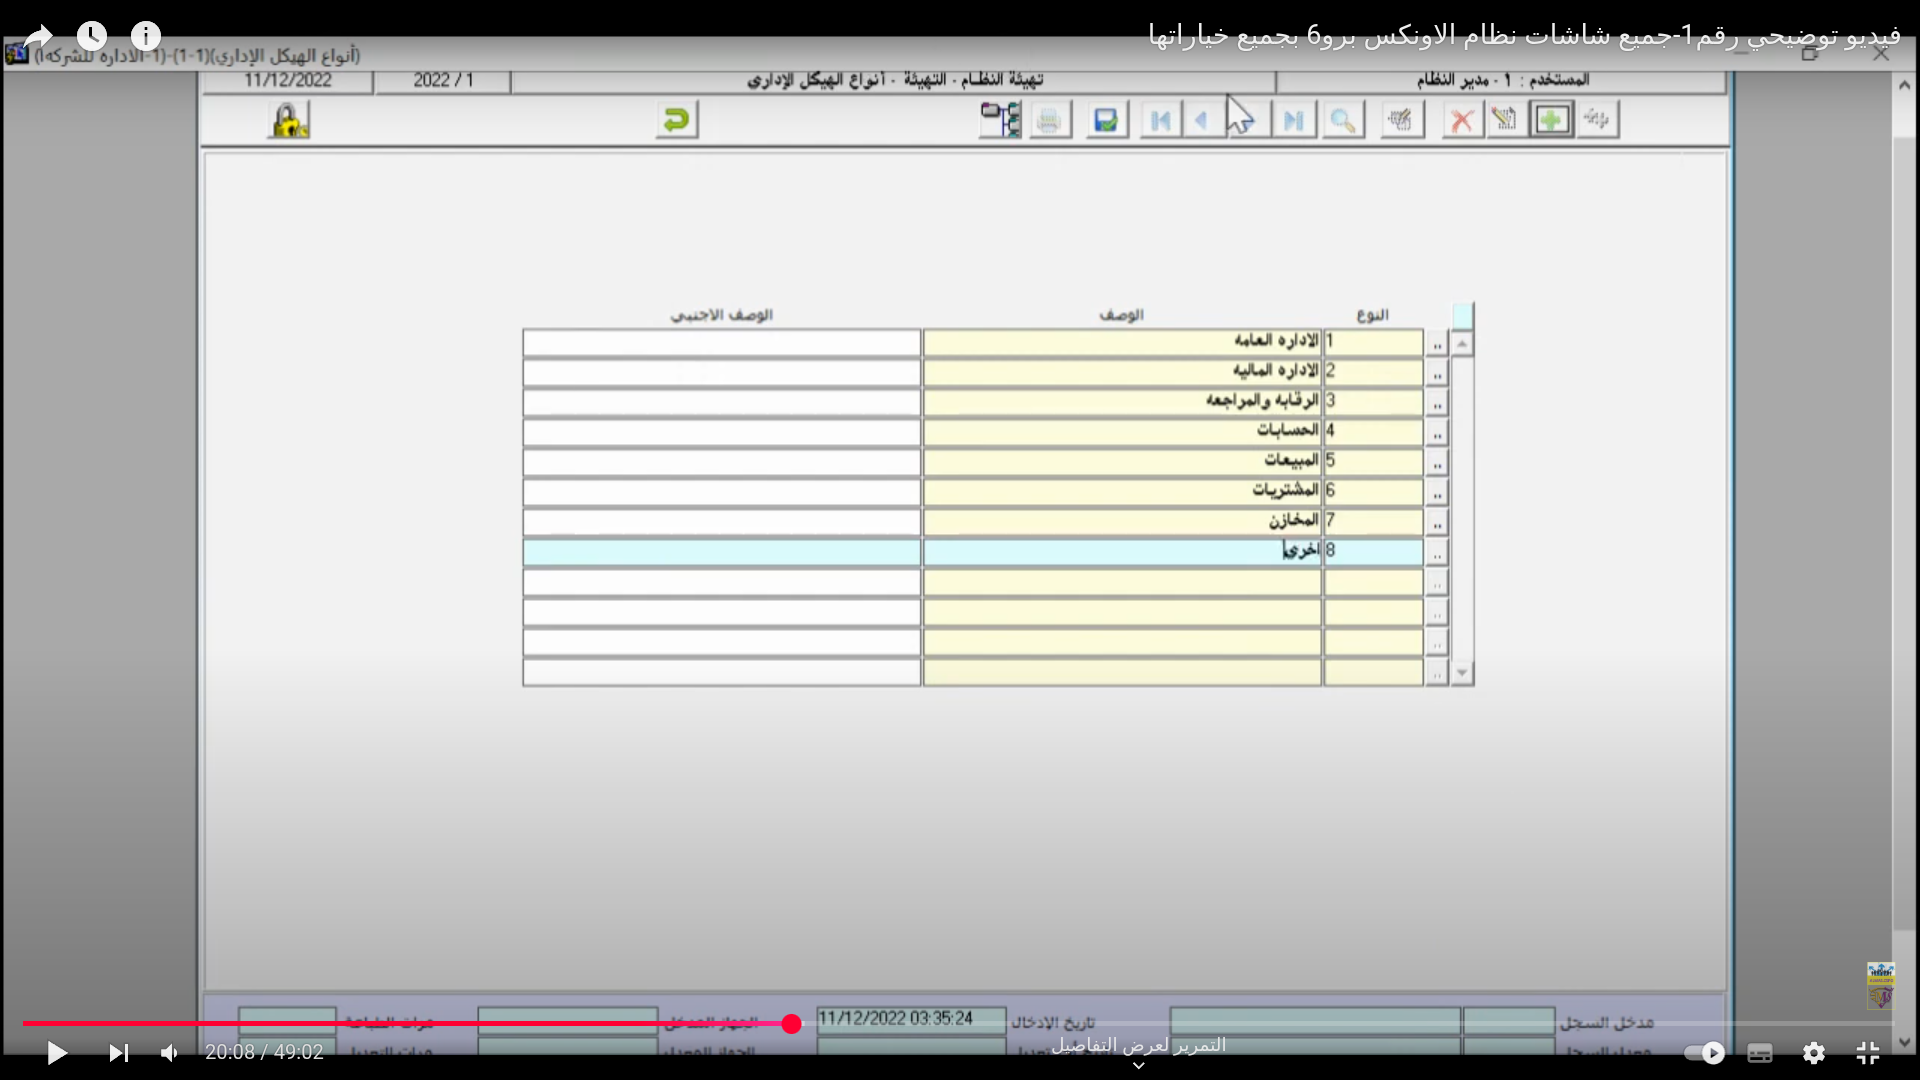 فيديو توضيحي رقم1-جميع شاشات نظام الاونكس برو6 بجميع خياراتها
(أنواع الهيكل الإداري)(1-1)-(1-الاداره للشركه)
المستخدم : ١ - مدير النظام
تهيئة النظام - التهيئة - أنواع الهيكل الإداري
2022 / 1
11/12/2022
النوع الوصف الوصف الاجنبي
1 الاداره العامه
2 الاداره الماليه
3 الرقابه والمراجعه
4 الحسابات
5 المبيعات
6 المشتريات
7 المخازن
8 اخري
مدخل السجل تاريخ الإدخال 11/12/2022 03:35:24 الجهاز المدخل مرات الطباعة
معدل السجل التعديل الجهاز المعدل مرات التعديل
التمرير لعرض التفاصيل
20:08 / 49:02